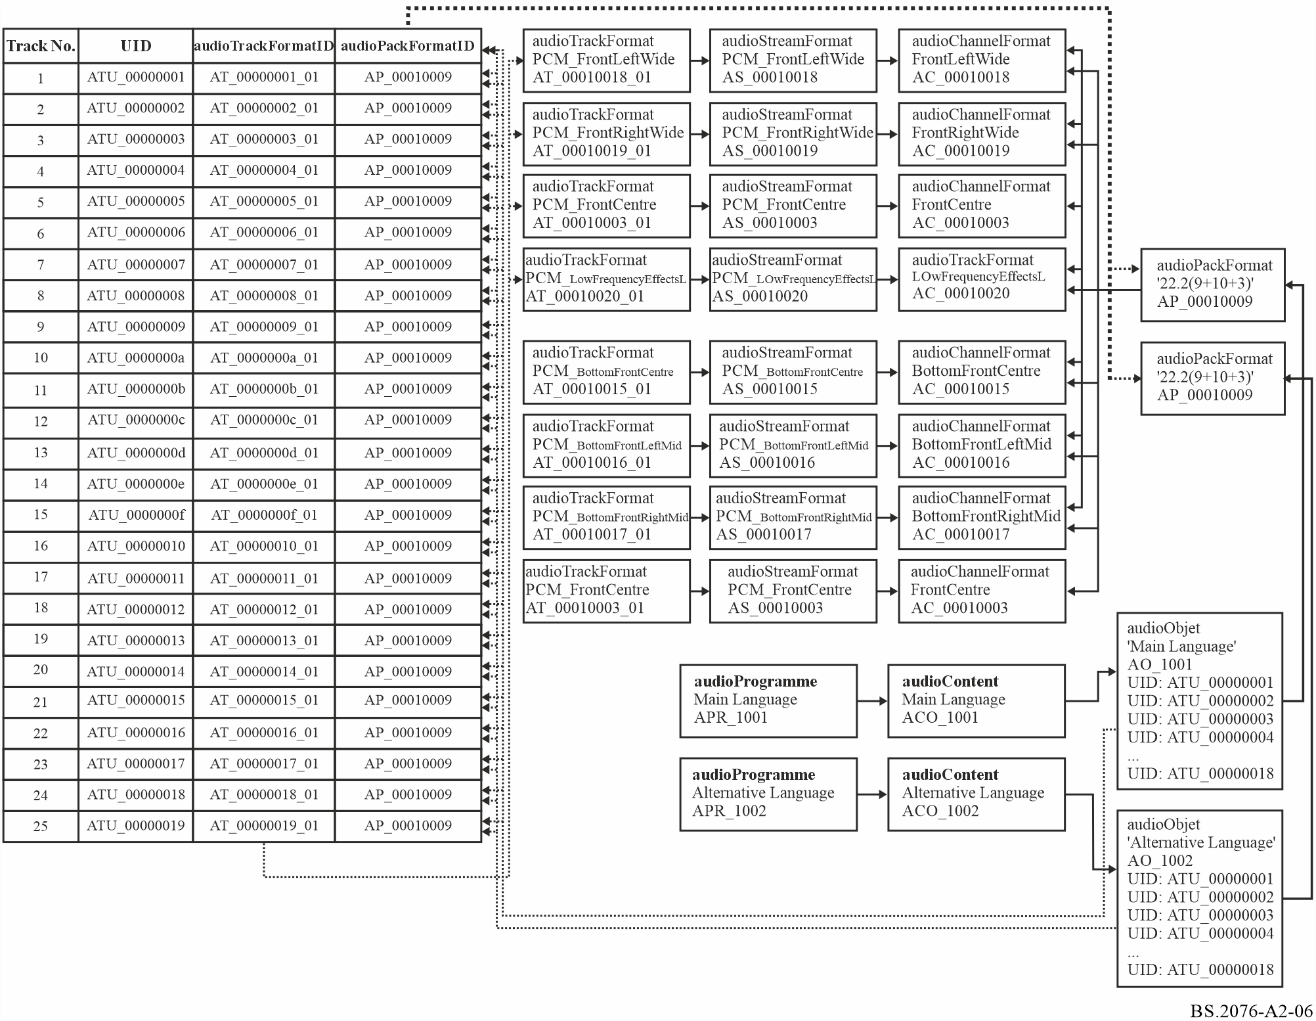 Track No. UID audioTrackFormatID audioPackFormatID
1 ATU_00000001 AT_00000001_01 AP_00010009
2 ATU_00000002 AT_00000002_01 AP_00010009
3 ATU_00000003 AT_00000003_01 AP_00010009
4 ATU_00000004 AT_00000004_01 AP_00010009
5 ATU_00000005 AT_00000005_01 AP_00010009
6 ATU_00000006 AT_00000006_01 AP_00010009
7 ATU_00000007 AT_00000007_01 AP_00010009
8 ATU_00000008 AT_00000008_01 AP_00010009
9 ATU_00000009 AT_00000009_01 AP_00010009
10 ATU_0000000a AT_0000000a_01 AP_00010009
11 ATU_0000000b AT_0000000b_01 AP_00010009
12 ATU_0000000c AT_0000000c_01 AP_00010009
13 ATU_0000000d AT_0000000d_01 AP_00010009
14 ATU_0000000e AT_0000000e_01 AP_00010009
15 ATU_0000000f AT_0000000f_01 AP_00010009
16 ATU_00000010 AT_00000010_01 AP_00010009
17 ATU_00000011 AT_00000011_01 AP_00010009
18 ATU_00000012 AT_00000012_01 AP_00010009
19 ATU_00000013 AT_00000013_01 AP_00010009
20 ATU_00000014 AT_00000014_01 AP_00010009
21 ATU_00000015 AT_00000015_01 AP_00010009
22 ATU_00000016 AT_00000016_01 AP_00010009
23 ATU_00000017 AT_00000017_01 AP_00010009
24 ATU_00000018 AT_00000018_01 AP_00010009
25 ATU_00000019 AT_00000019_01 AP_00010009
audioTrackFormat
PCM_FrontLeftWide
AT_00010018_01
audioStreamFormat
PCM_FrontLeftWide
AS_00010018
audioChannelFormat
FrontLeftWide
AC_00010018
audioTrackFormat
PCM_FrontRightWide
AT_00010019_01
audioStreamFormat
PCM_FrontRightWide
AS_00010019
audioChannelFormat
FrontRightWide
AC_00010019
audioTrackFormat
PCM_FrontCentre
AT_00010003_01
audioStreamFormat
PCM_FrontCentre
AS_00010003
audioChannelFormat
FrontCentre
AC_00010003
audioTrackFormat
PCM_LOwFrequencyEffectsL
AT_00010020_01
audioStreamFormat
PCM_LOwFrequencyEffectsL
AS_00010020
audioTrackFormat
LOwFrequencyEffectsL
AC_00010020
audioTrackFormat
PCM_BottomFrontCentre
AT_00010015_01
audioStreamFormat
PCM_BottomFrontCentre
AS_00010015
audioChannelFormat
BottomFrontCentre
AC_00010015
audioTrackFormat
PCM_BottomFrontLeftMid
AT_00010016_01
audioStreamFormat
PCM_BottomFrontLeftMid
AS_00010016
audioChannelFormat
BottomFrontLeftMid
AC_00010016
audioTrackFormat
PCM_BottomFrontRightMid
AT_00010017_01
audioStreamFormat
PCM_BottomFrontRightMid
AS_00010017
audioChannelFormat
BottomFrontRightMid
AC_00010017
audioTrackFormat
PCM_FrontCentre
AT_00010003_01
audioStreamFormat
PCM_FrontCentre
AS_00010003
audioChannelFormat
FrontCentre
AC_00010003
audioPackFormat
'22.2(9+10+3)'
AP_00010009
audioPackFormat
'22.2(9+10+3)'
AP_00010009
audioProgramme
Main Language
APR_1001
audioContent
Main Language
ACO_1001
audioObjet
'Main Language'
AO_1001
UID: ATU_00000001
UID: ATU_00000002
UID: ATU_00000003
UID: ATU_00000004
...
UID: ATU_00000018
audioProgramme
Alternative Language
APR_1002
audioContent
Alternative Language
ACO_1002
audioObjet
'Alternative Language'
AO_1002
UID: ATU_00000001
UID: ATU_00000002
UID: ATU_00000003
UID: ATU_00000004
...
UID: ATU_00000018
BS.2076-A2-06